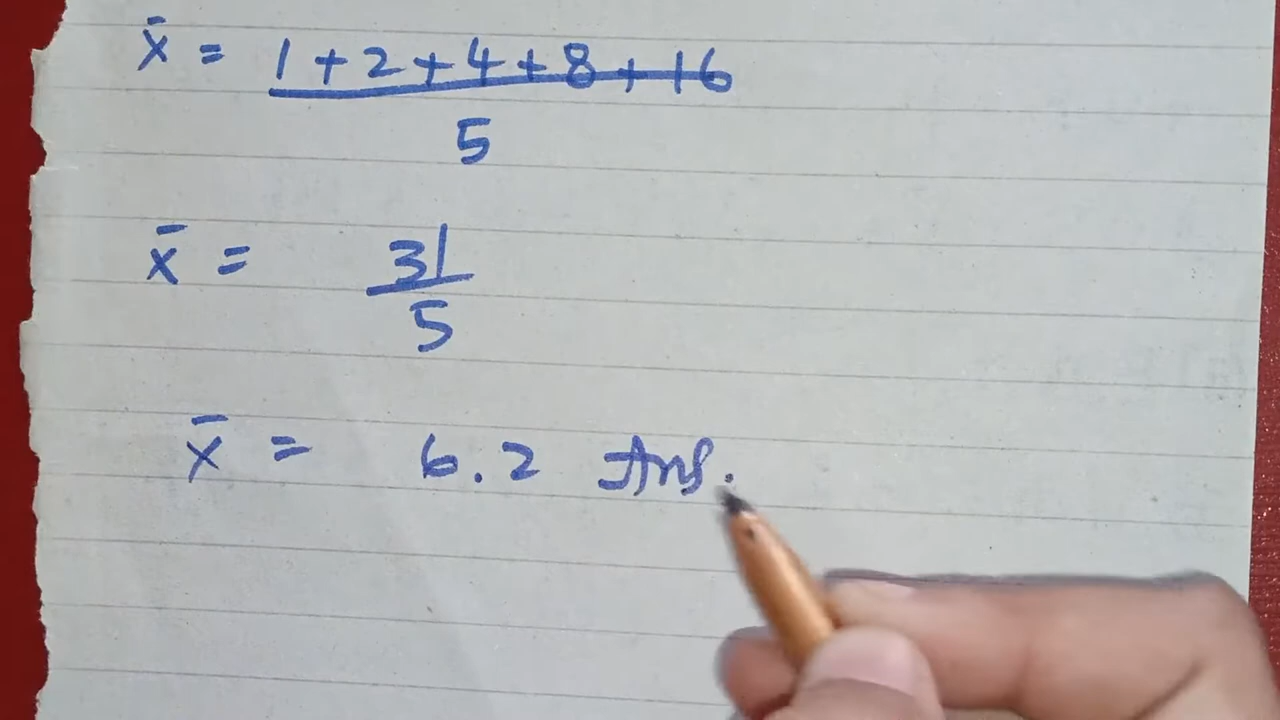 x̄ = 1 + 2 + 4 + 8 + 16
5
x̄ = 31
5
x̄ = 6.2 Ans.